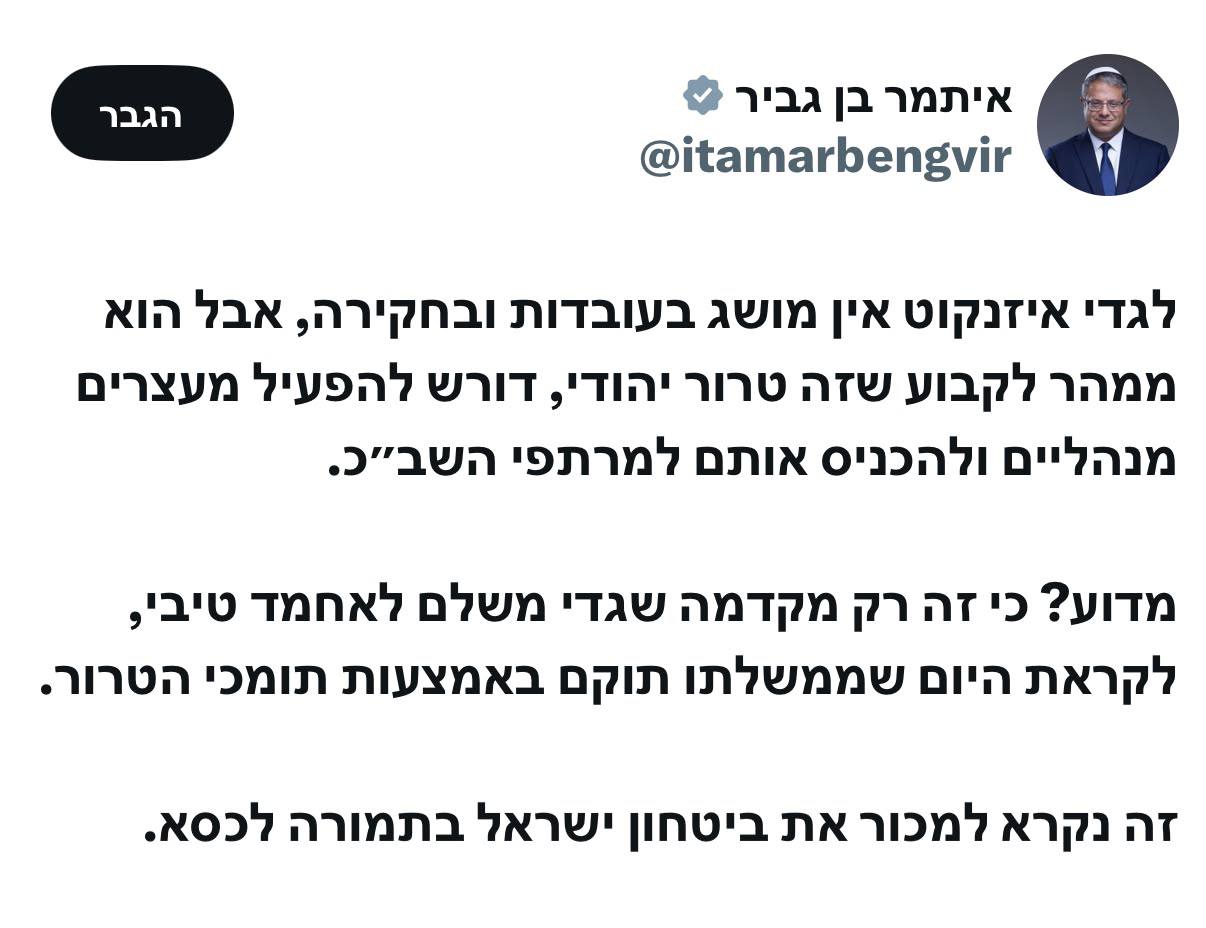 איתמר בן גביר
@itamarbengvir
הגבר
לגדי איזנקוט אין מושג בעובדות ובחקירה, אבל הוא
ממהר לקבוע שזה טרור יהודי, דורש להפעיל מעצרים
מנהליים ולהכניס אותם למרתפי השב״כ.
מדוע? כי זה רק מקדמה שגדי משלם לאחמד טיבי,
לקראת היום שממשלתו תוקם באמצעות תומכי הטרור.
זה נקרא למכור את ביטחון ישראל בתמורה לכסא.